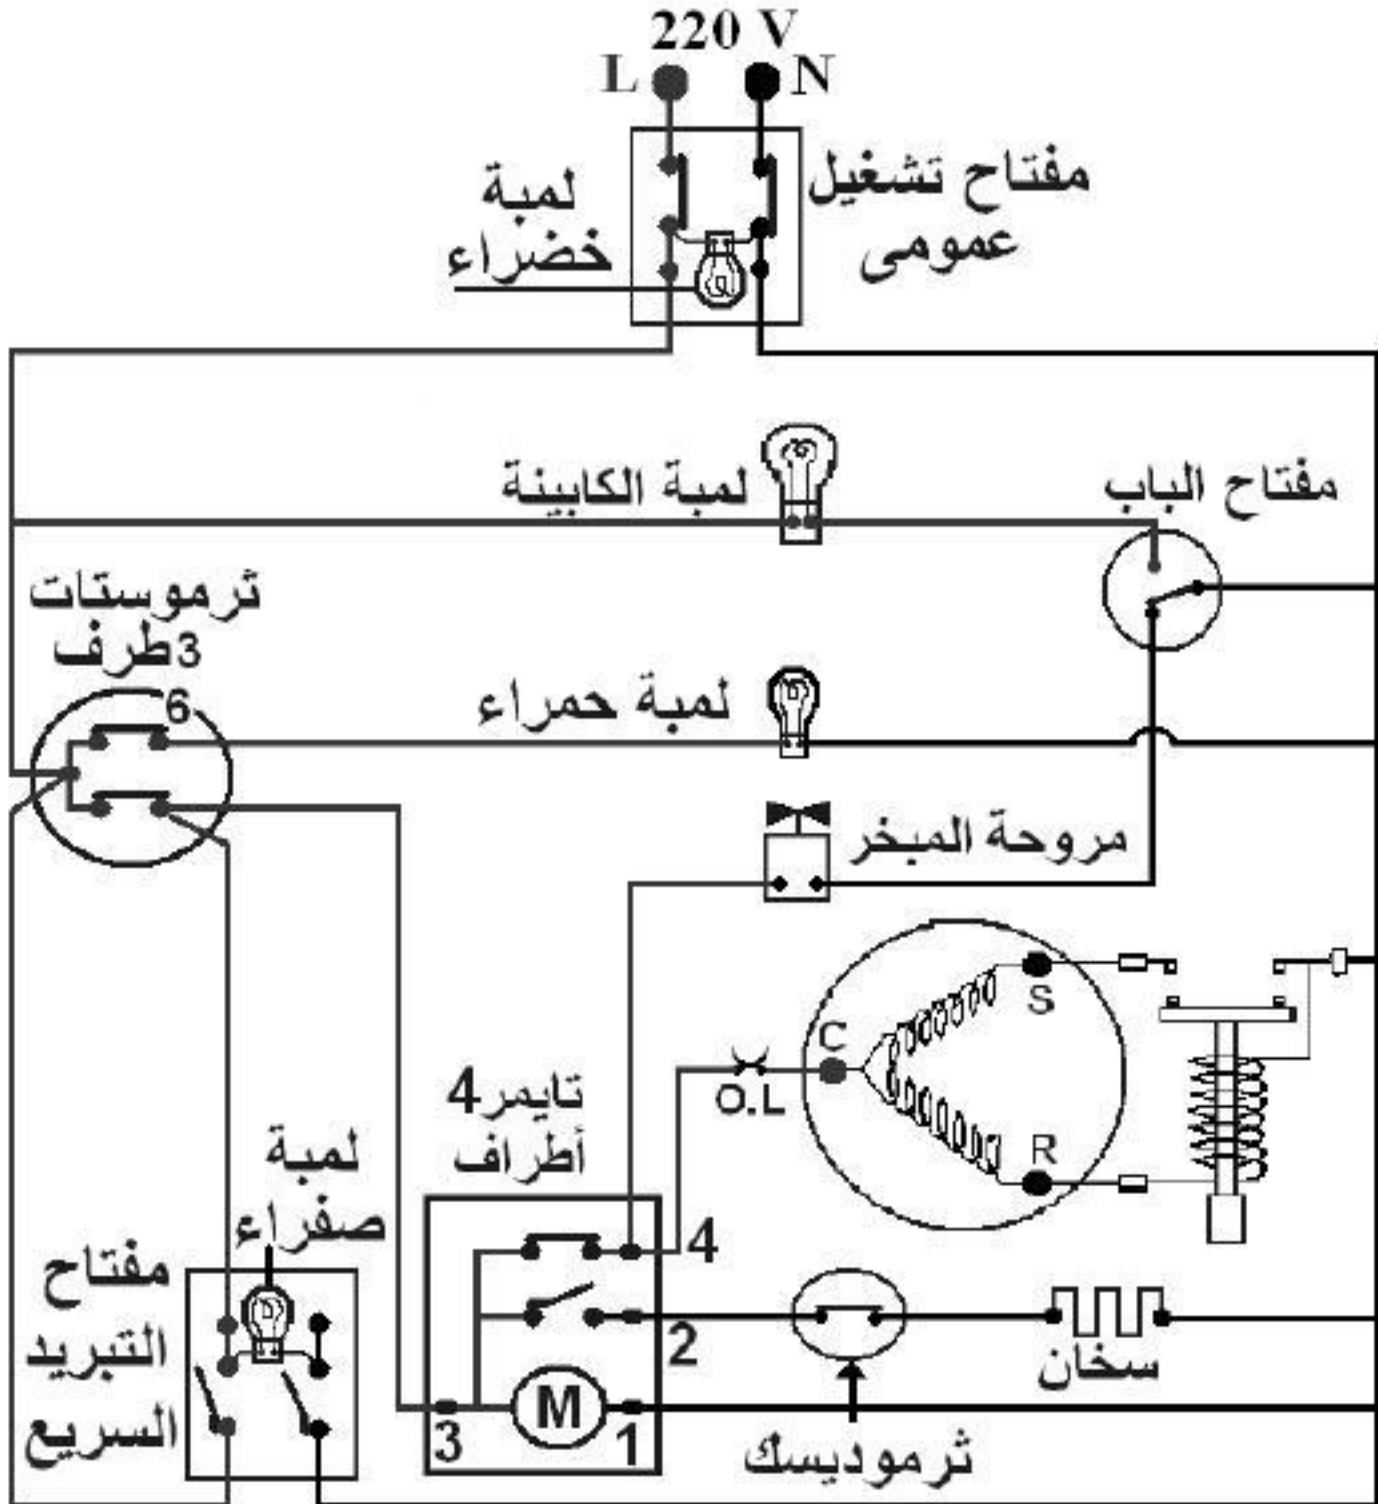 220 V
L
N
مفتاح تشغيل
عمومى
لمبة
خضراء
لمبة الكابينة
مفتاح الباب
ثرموستات
3طرف
6
لمبة حمراء
مروحة المبخر
S
C
O.L
R
تايمر4
أطراف
لمبة
صفراء
مفتاح
التبريد
السريع
4
2
سخان
M
3
1
ثرموديسك